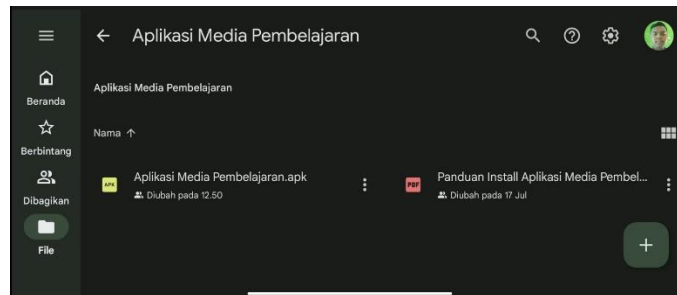 Aplikasi Media Pembelajaran
Beranda
Berbintang
Dibagikan
File
Aplikasi Media Pembelajaran
Nama
APK
Aplikasi Media Pembelajaran.apk
Diubah pada 12.50
PDF
Panduan Install Aplikasi Media Pembel...
Diubah pada 17 Jul